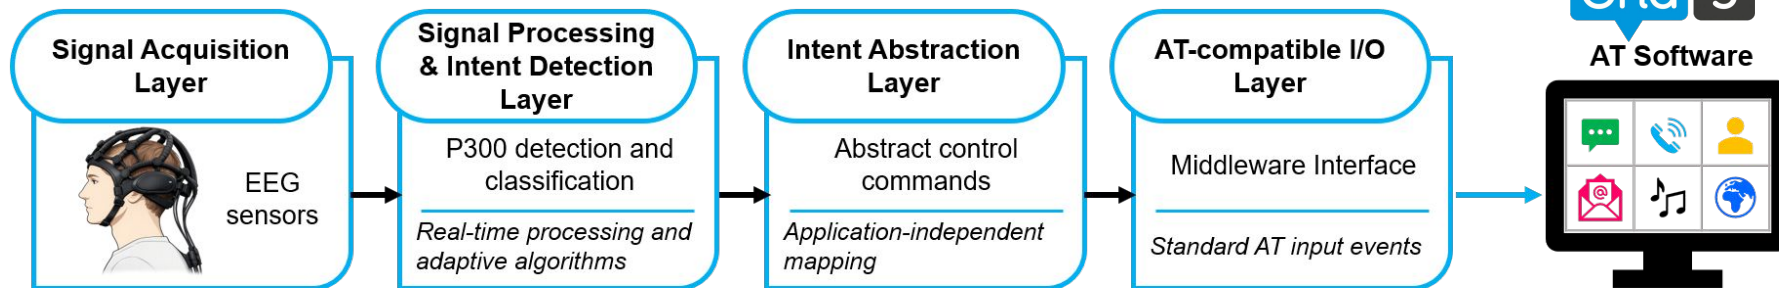 Signal Acquisition
Layer
EEG
sensors
Signal Processing
& Intent Detection
Layer
P300 detection and
classification
Real-time processing and
adaptive algorithms
Intent Abstraction
Layer
Abstract control
commands
Application-independent
mapping
AT-compatible I/O
Layer
Middleware Interface
Standard AT input events
AT Software
@